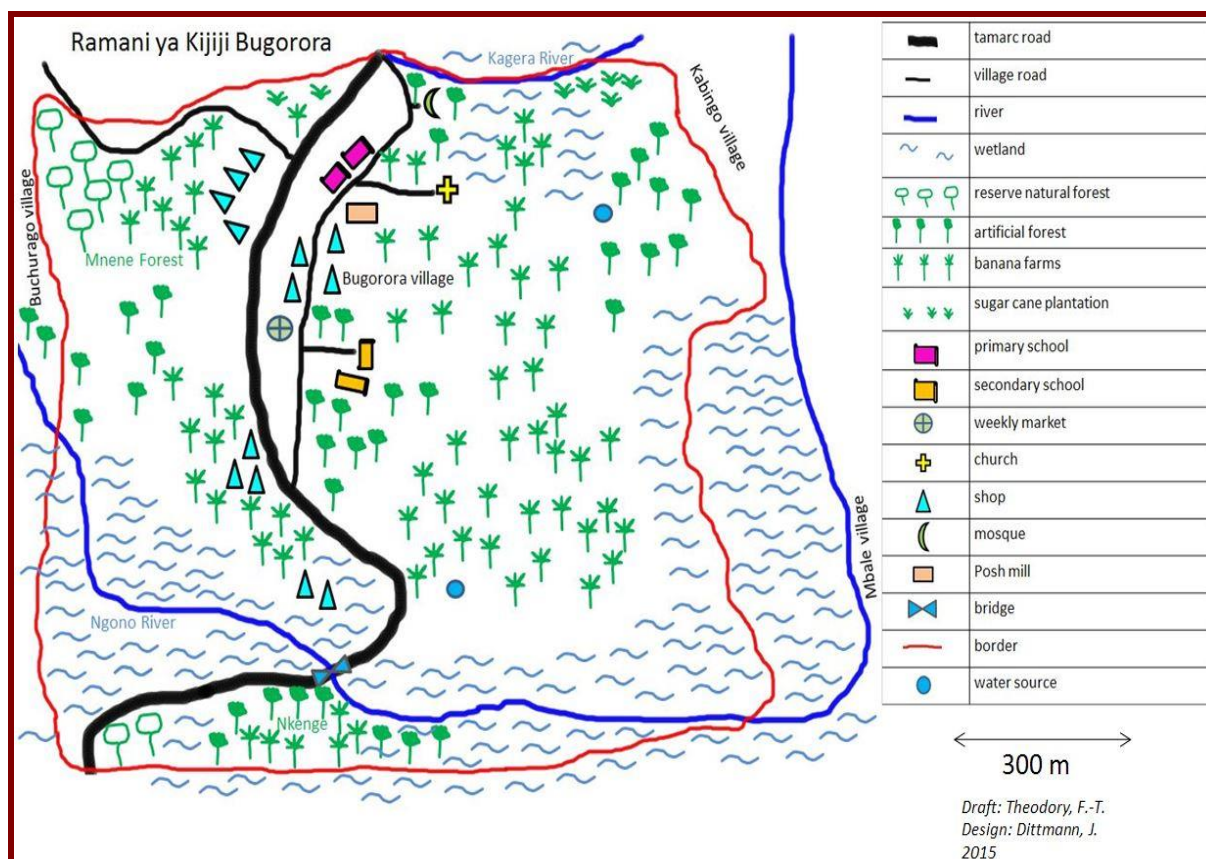 Ramani ya Kijiji Bugorora
Kagera River
Kabingo village
Buchurago village
Mnene Forest
Bugorora village
Mbale village
Ngono River
Nkenge
tamarc road
village road
river
wetland
reserve natural forest
artificial forest
banana farms
sugar cane plantation
primary school
secondary school
weekly market
church
shop
mosque
Posh mill
bridge
border
water source
300 m
Draft: Theodory, F.-T.
Design: Dittmann, J.
2015